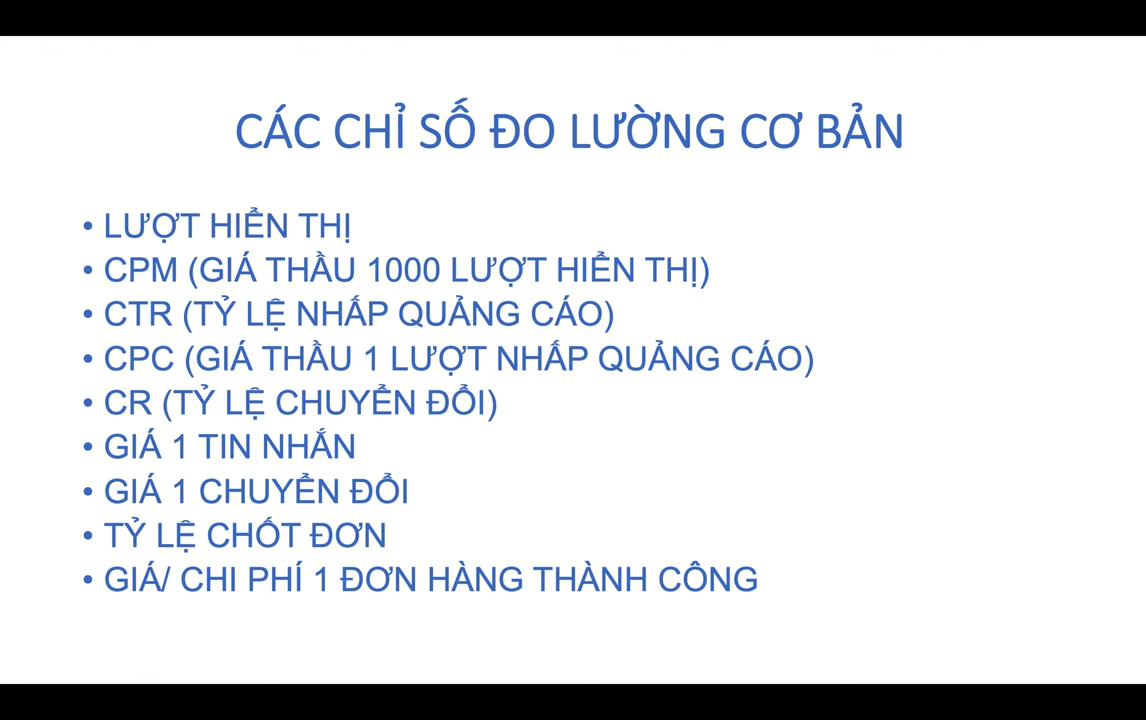 CÁC CHỈ SỐ ĐO LƯỜNG CƠ BẢN
• LƯỢT HIỂN THỊ
• CPM (GIÁ THẦU 1000 LƯỢT HIỂN THỊ)
• CTR (TỶ LỆ NHẤP QUẢNG CÁO)
• CPC (GIÁ THẦU 1 LƯỢT NHẤP QUẢNG CÁO)
• CR (TỶ LỆ CHUYỂN ĐỔI)
• GIÁ 1 TIN NHẮN
• GIÁ 1 CHUYỂN ĐỔI
• TỶ LỆ CHỐT ĐƠN
• GIÁ/ CHI PHÍ 1 ĐƠN HÀNG THÀNH CÔNG